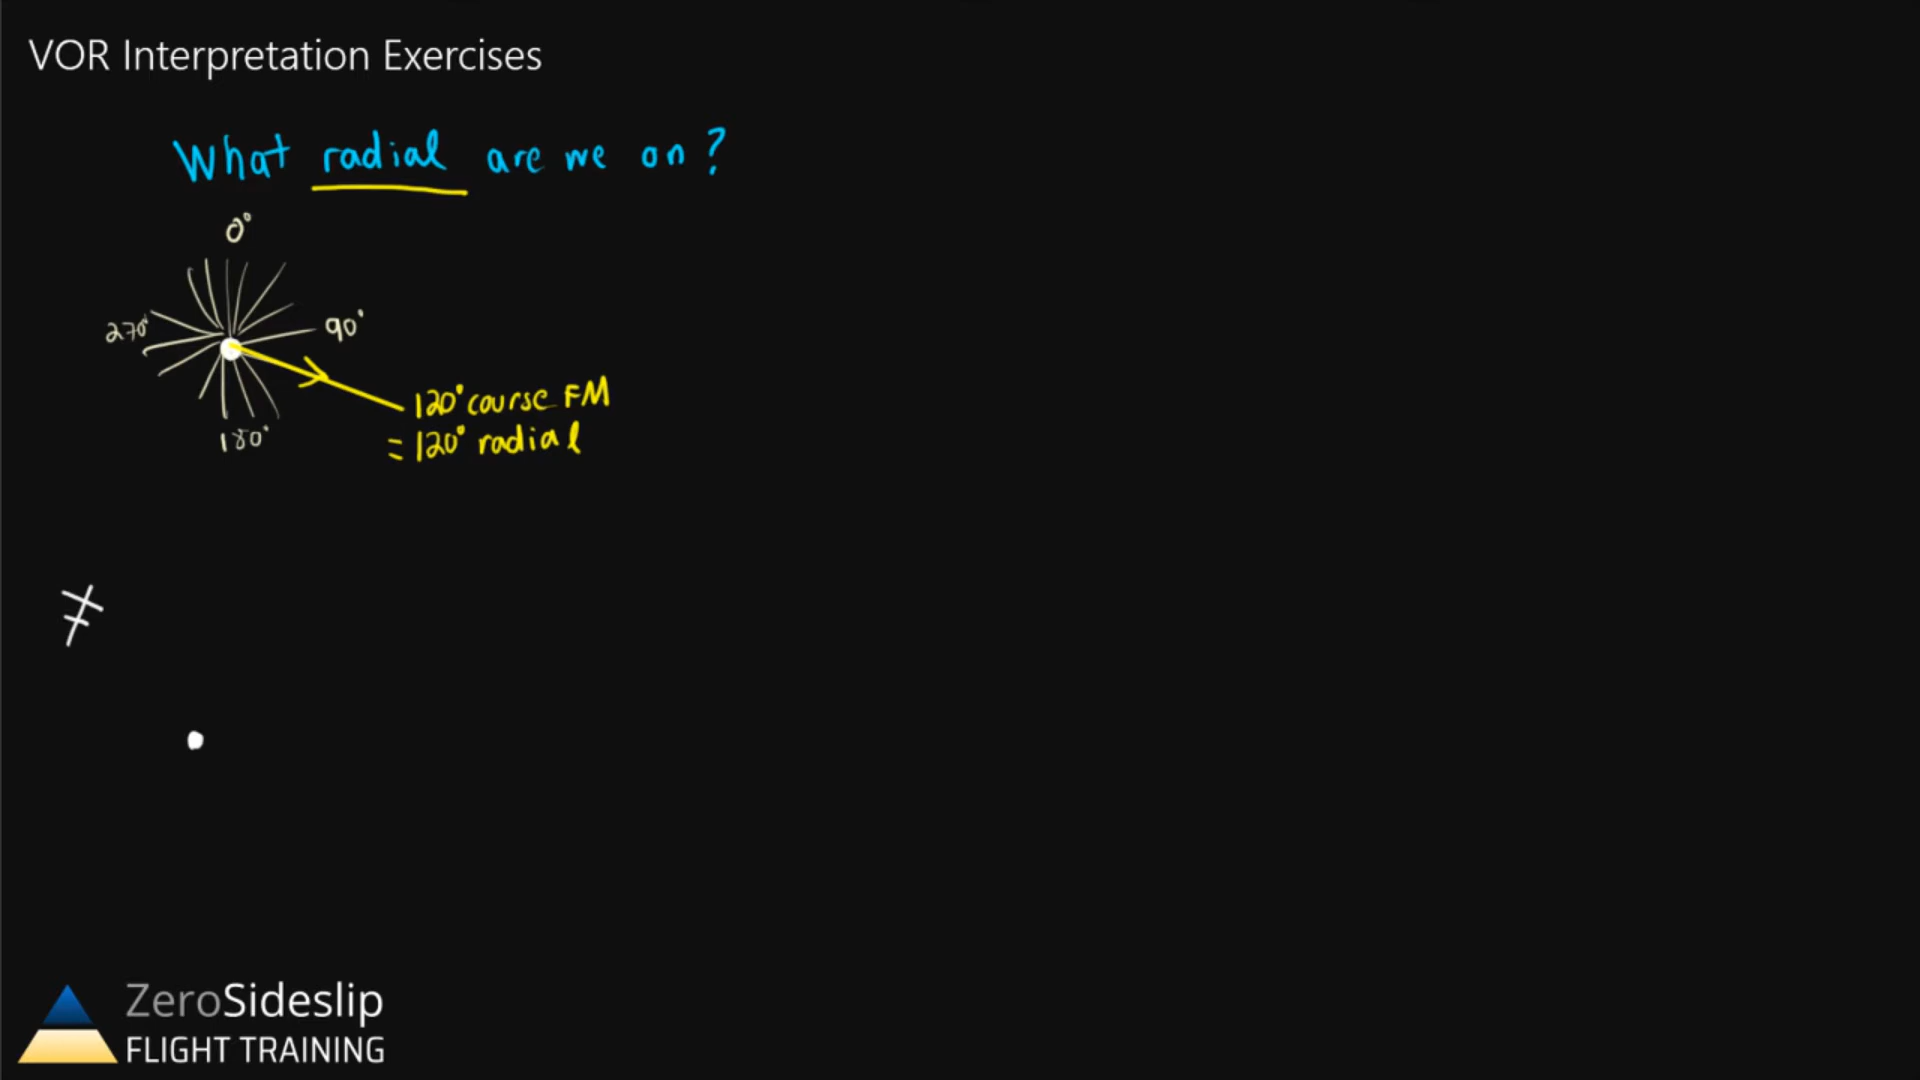 VOR Interpretation Exercises
What radial are we on?
0°
270°
90°
120° course FM
= 120° radial
180°
ZeroSideslip
FLIGHT TRAINING